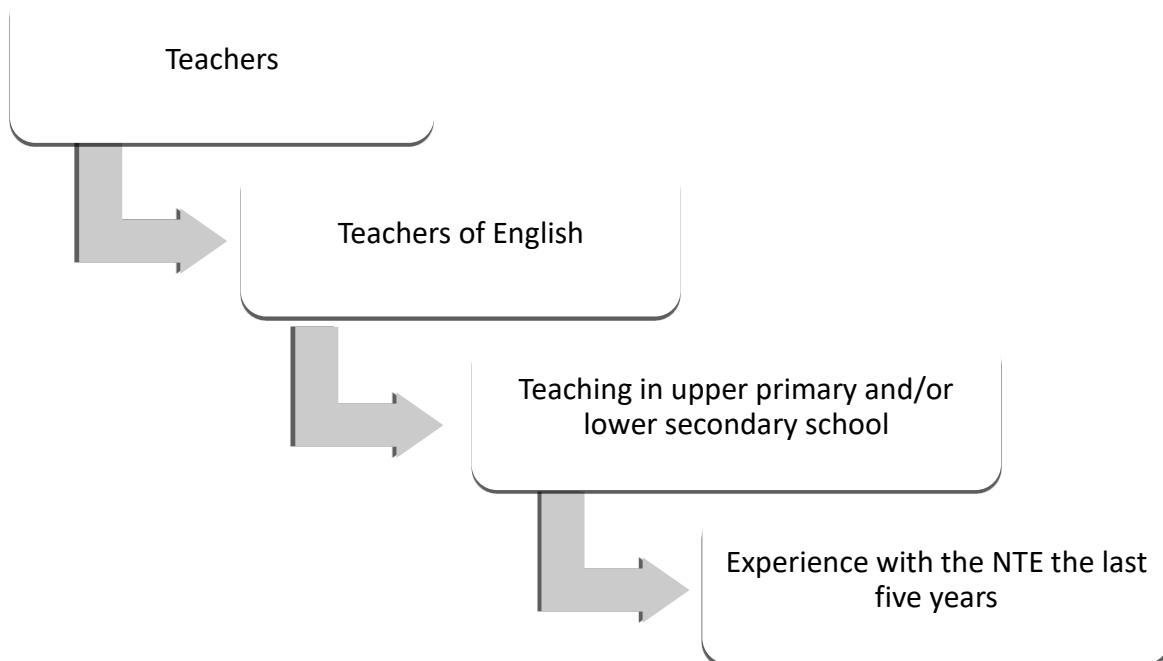 Teachers
Teachers of English
Teaching in upper primary and/or
lower secondary school
Experience with the NTE the last
five years